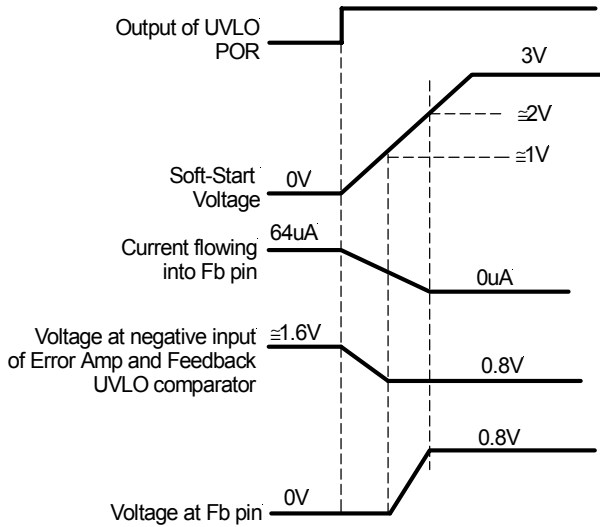 Output of UVLO
POR
3V
≅2V
≅1V
Soft-Start
Voltage
0V
64uA
Current flowing
into Fb pin
0uA
Voltage at negative input
of Error Amp and Feedback
UVLO comparator
≅1.6V
0.8V
0.8V
Voltage at Fb pin
0V